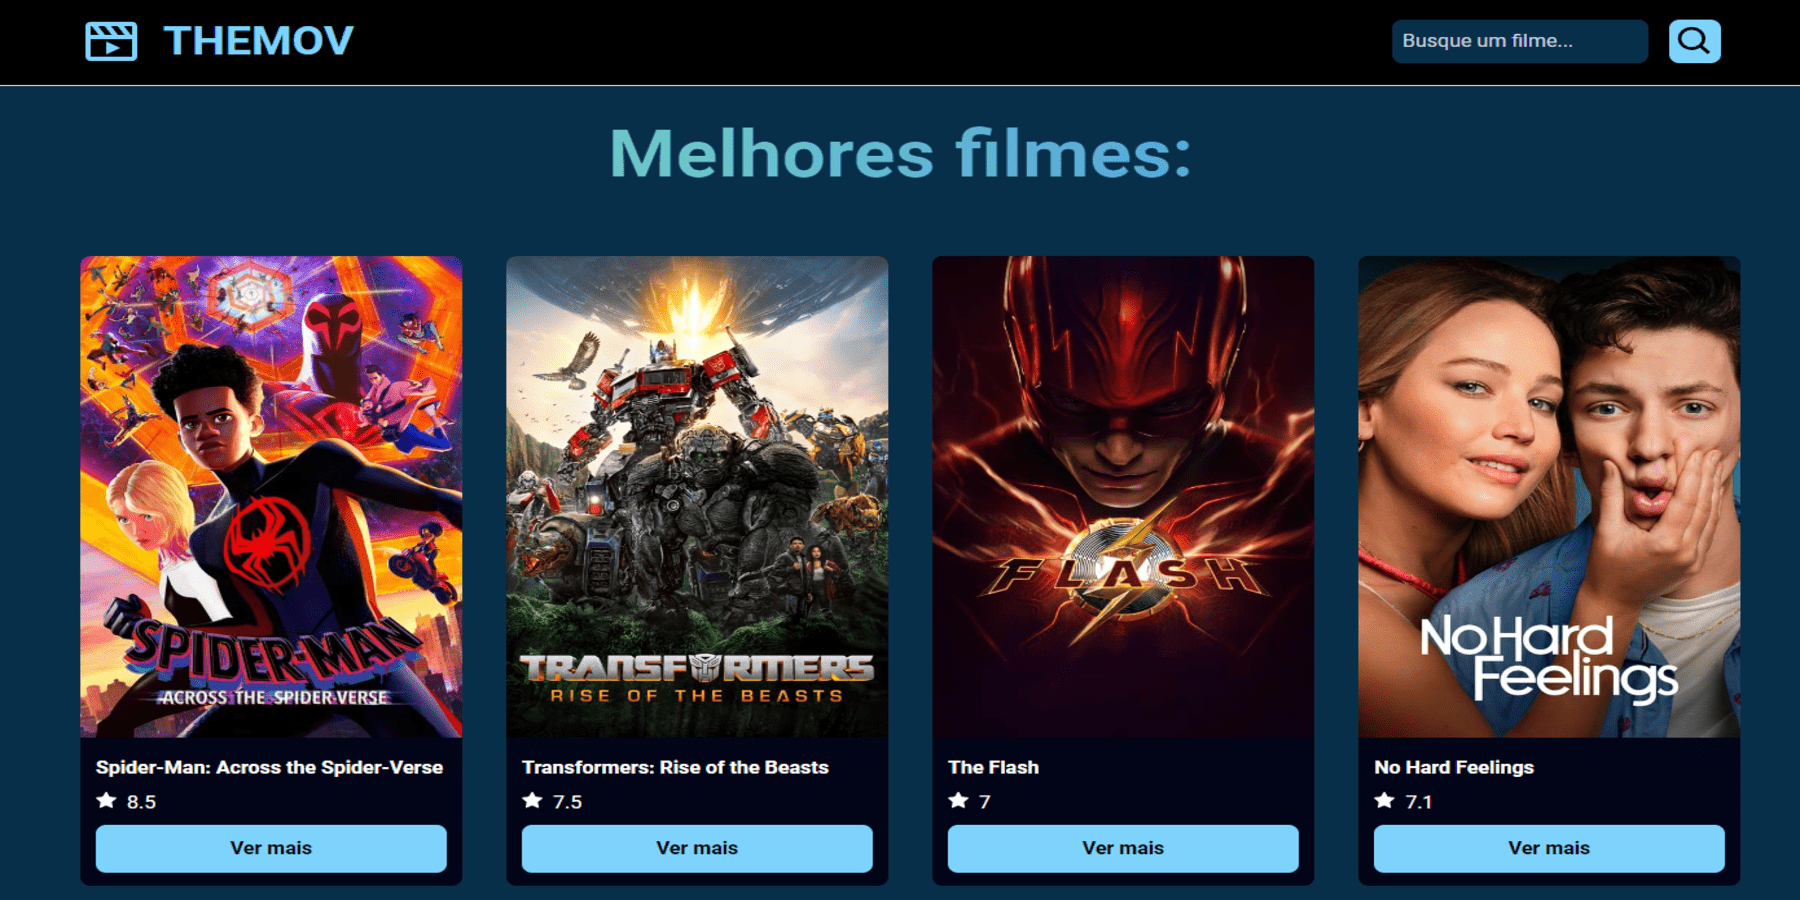 THEMOV
Busque um filme...
Melhores filmes:
SPIDER-MAN
ACROSS THE SPIDER-VERSE
TRANSFORMERS
RISE OF THE BEASTS
FLASH
No Hard
Feelings
Spider-Man: Across the Spider-Verse
8.5
Ver mais
Transformers: Rise of the Beasts
7.5
Ver mais
The Flash
7
Ver mais
No Hard Feelings
7.1
Ver mais